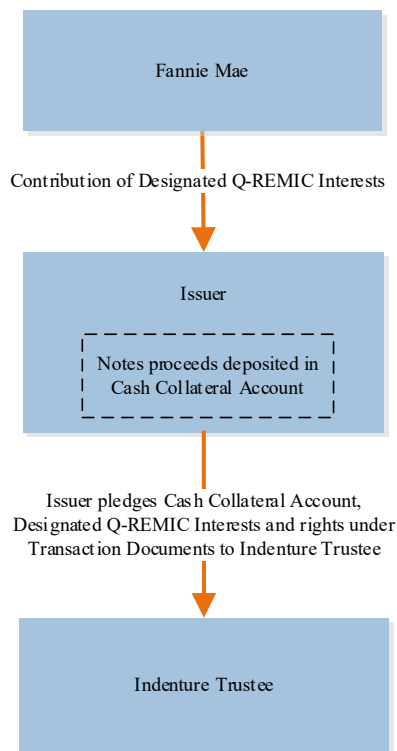 Fannie Mae
Contribution of Designated Q-REMIC Interests
Issuer
Notes proceeds deposited in
Cash Collateral Account
Issuer pledges Cash Collateral Account,
Designated Q-REMIC Interests and rights under
Transaction Documents to Indenture Trustee
Indenture Trustee